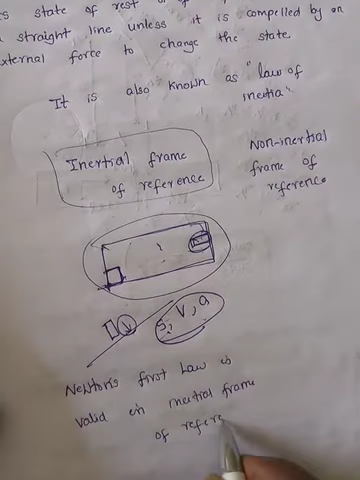 state of rest or
a straight line unless it is compelled by an
external force to change the state
It is also known as "law of
inertia"
Inertial frame
of reference
Non-inertial
frame of
reference
s, v, a
Newton's first Law is
valid in inertial frame
of refere